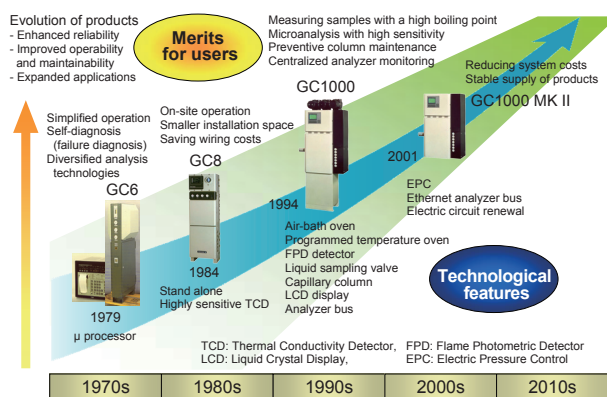 Evolution of products
- Enhanced reliability
- Improved operability
and maintainability
- Expanded applications
Merits
for users
Measuring samples with a high boiling point
Microanalysis with high sensitivity
Preventive column maintenance
Centralized analyzer monitoring
Reducing system costs
Stable supply of products
Simplified operation
Self-diagnosis
(failure diagnosis)
Diversified analysis
technologies
GC6
On-site operation
Smaller installation space
Saving wiring costs
GC8
GC1000
GC1000 MK II
1979
μ processor
1984
Stand alone
Highly sensitive TCD
1994
Air-bath oven
Programmed temperature oven
FPD detector
Liquid sampling valve
Capillary column
LCD display
Analyzer bus
2001
EPC
Ethernet analyzer bus
Electric circuit renewal
Technological
features
TCD: Thermal Conductivity Detector, FPD: Flame Photometric Detector
LCD: Liquid Crystal Display, EPC: Electric Pressure Control
1970s 1980s 1990s 2000s 2010s